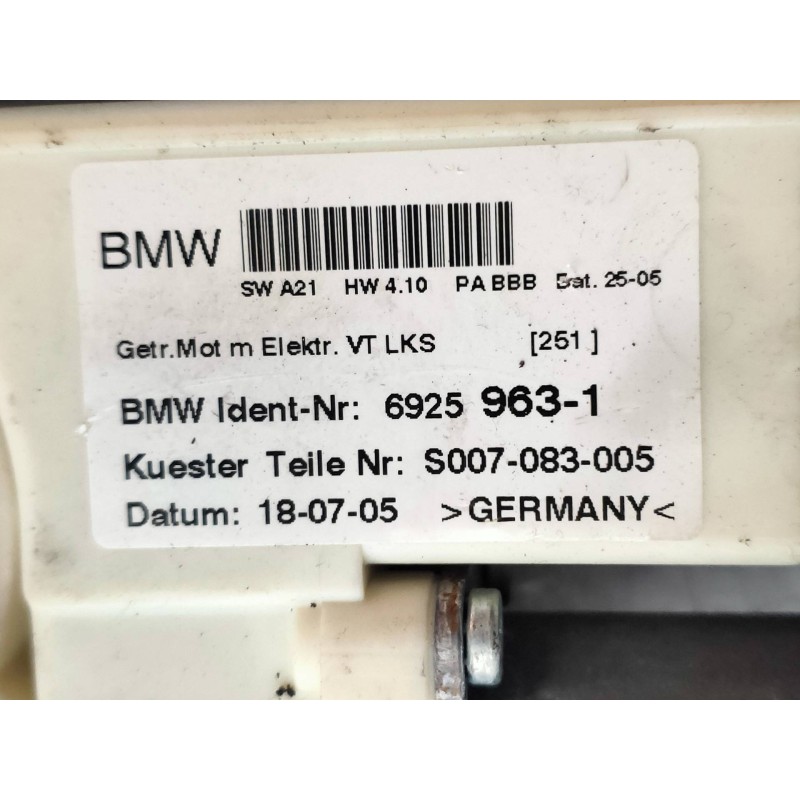 BMW
SW A21 HW 4.10 PA BBB 25-05
Getr.Mot m Elektr. VT LKS [251 ]
BMW Ident-Nr: 6925 963-1
Kuester Teile Nr: S007-083-005
Datum: 18-07-05 >GERMANY<